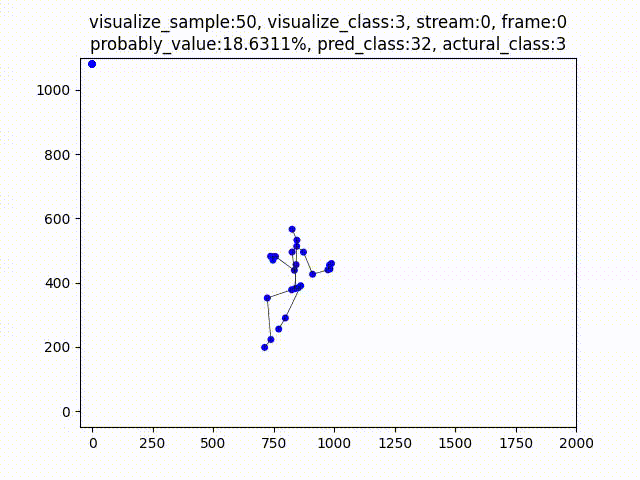 visualize_sample:50, visualize_class:3, stream:0, frame:0
probably_value:18.6311%, pred_class:32, actural_class:3
1000
800
600
400
200
0
0 250 500 750 1000 1250 1500 1750 2000